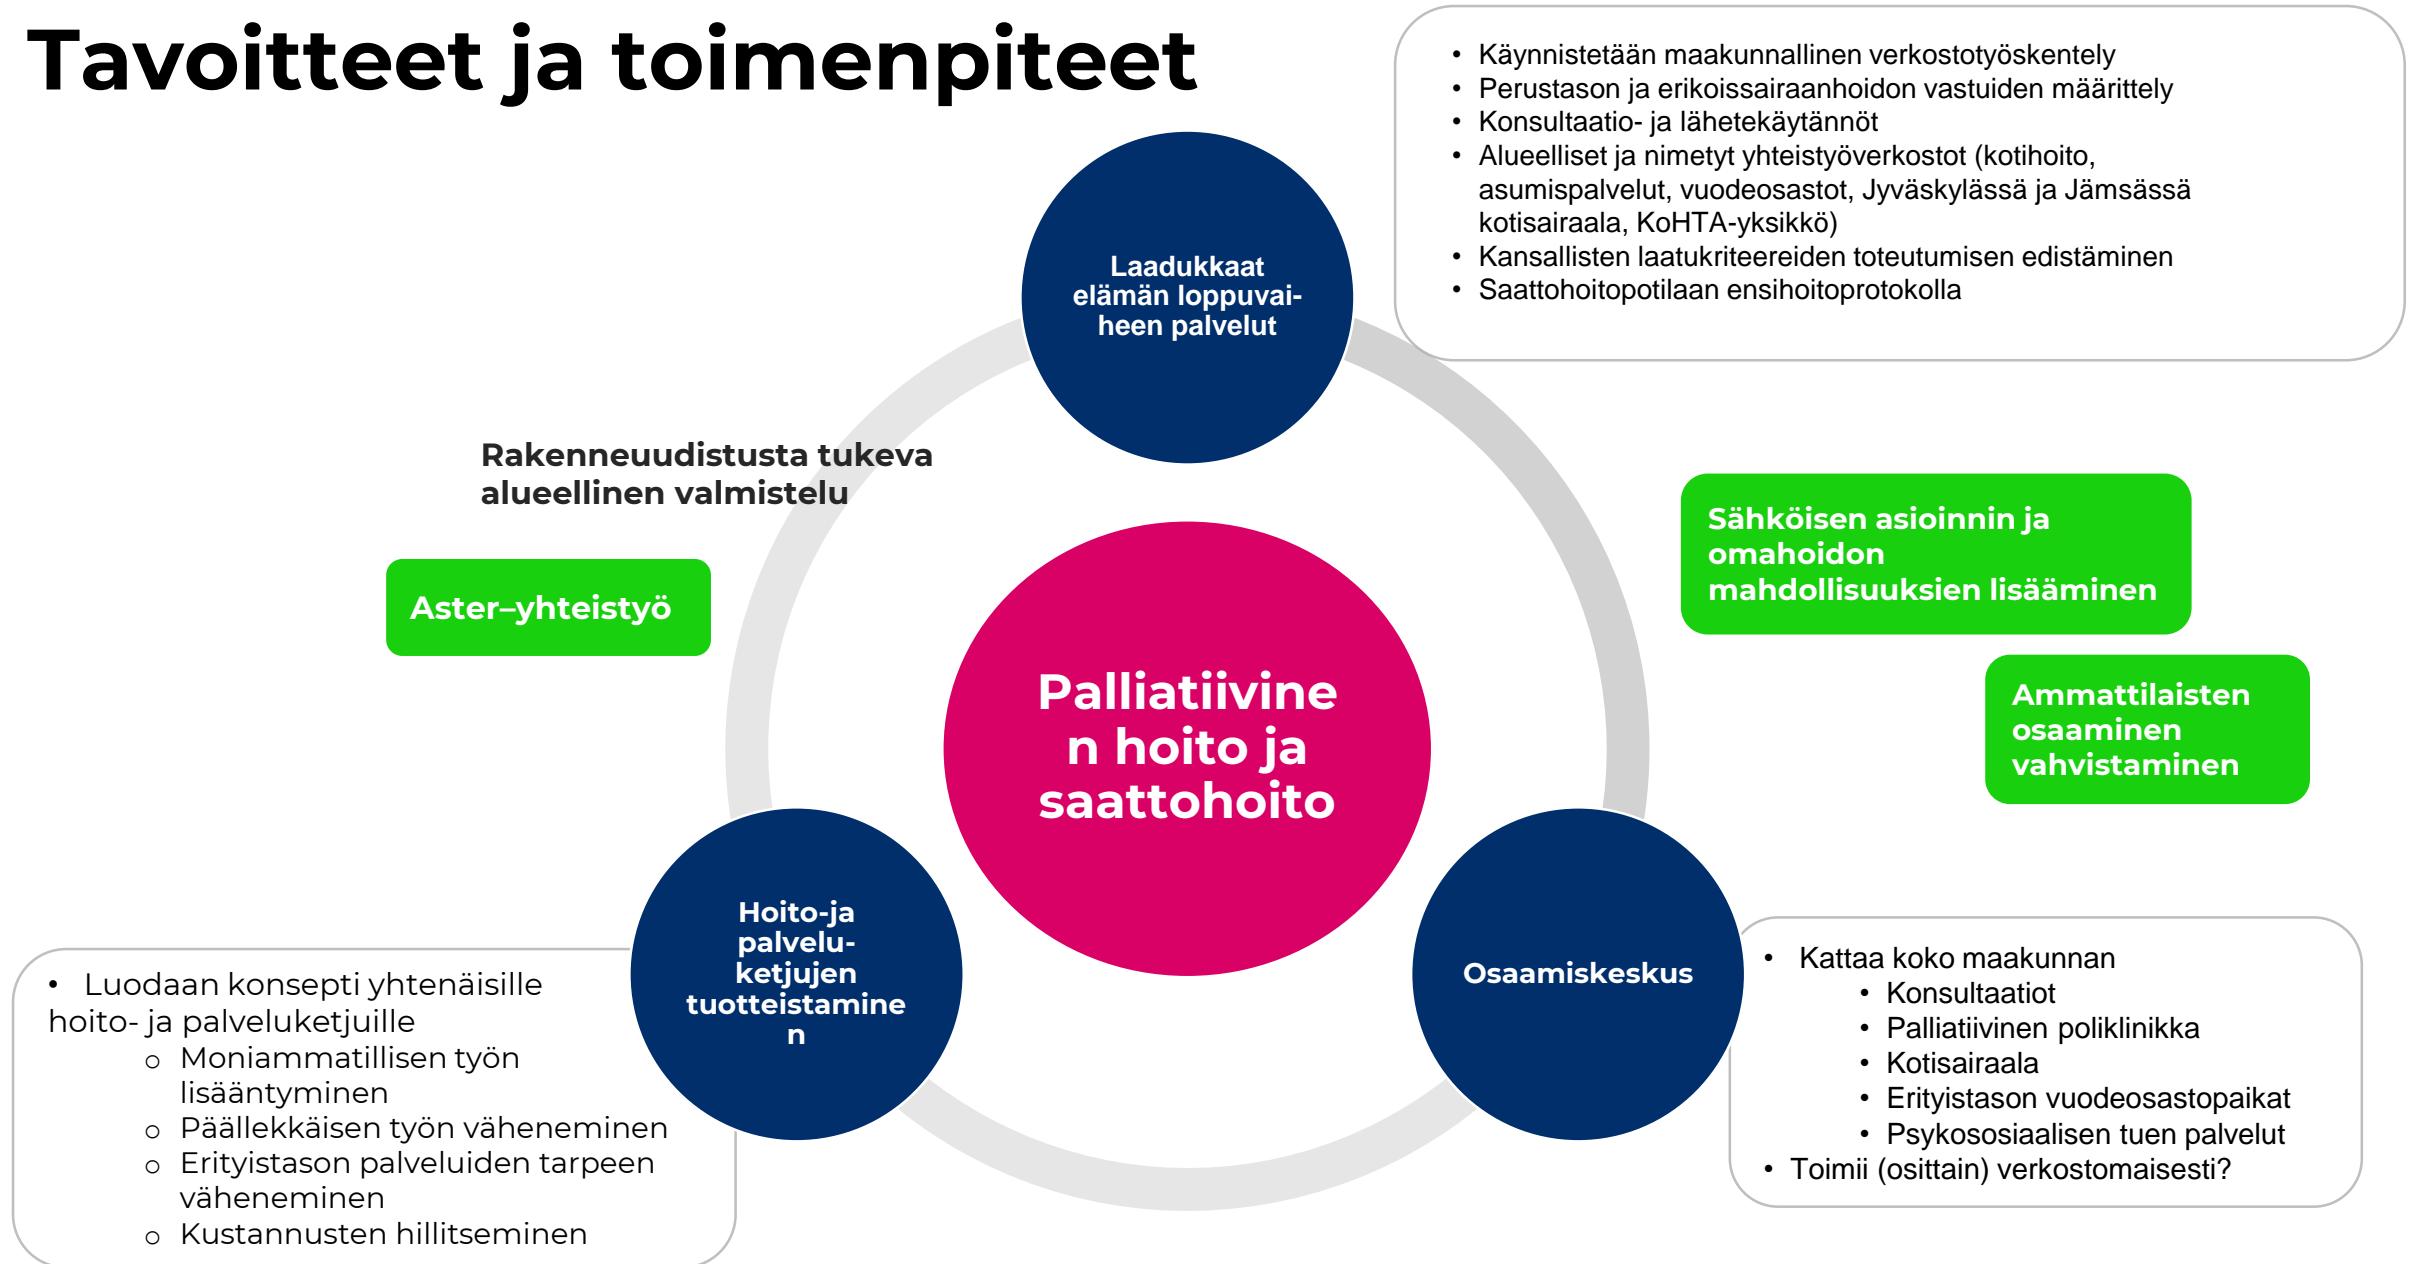 Tavoitteet ja toimenpiteet
• Käynnistetään maakunnallinen verkostotyöskentely
• Perustason ja erikoissairaanhoidon vastuiden määrittely
• Konsultaatio- ja lähetekäytännöt
• Alueelliset ja nimetyt yhteistyöverkostot (kotihoito,
asumispalvelut, vuodeosastot, Jyväskylässä ja Jämsässä
kotisairaala, KoHTA-yksikkö)
• Kansallisten laatukriteereiden toteutumisen edistäminen
• Saattohoitopotilaan ensihoitoprotokolla
Laadukkaat
elämän loppuvai-
heen palvelut
Rakenneuudistusta tukeva
alueellinen valmistelu
Aster–yhteistyö
Sähköisen asioinnin ja
omahoidon
mahdollisuuksien lisääminen
Ammattilaisten
osaaminen
vahvistaminen
Palliatiivine
n hoito ja
saattohoito
Hoito-ja
palvelu-
ketjujen
tuotteistamine
n
Osaamiskeskus
• Luodaan konsepti yhtenäisille
hoito- ja palveluketjuille
o Moniammatillisen työn
lisääntyminen
o Päällekkäisen työn väheneminen
o Erityistason palveluiden tarpeen
väheneminen
o Kustannusten hillitseminen
• Kattaa koko maakunnan
• Konsultaatiot
• Palliatiivinen poliklinikka
• Kotisairaala
• Erityistason vuodeosastopaikat
• Psykososiaalisen tuen palvelut
• Toimii (osittain) verkostomaisesti?